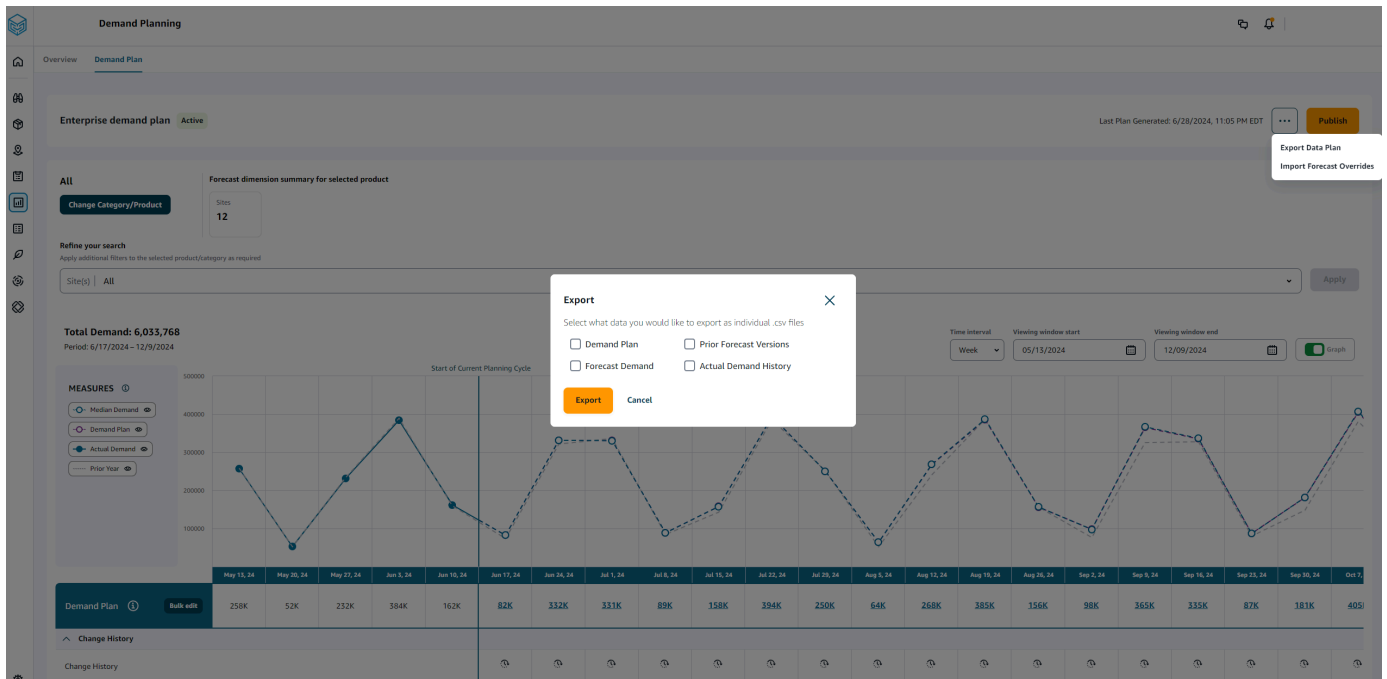 Demand Planning
Overview Demand Plan
Enterprise demand plan Active
Last Plan Generated: 6/28/2024, 11:05 PM EDT
Publish
Export Data Plan
Import Forecast Overrides
All
Forecast dimension summary for selected product
Change Category/Product
Sites
12
Refine your search
Apply additional filters to the selected product/category as required
Site(s) All
Apply
Export
Select what data you would like to export as individual .csv files
Demand Plan Prior Forecast Versions
Forecast Demand Actual Demand History
Export Cancel
Total Demand: 6,033,768
Period: 6/17/2024 – 12/9/2024
Time interval Viewing window start Viewing window end
Week 05/13/2024 12/09/2024 Graph
Start of Current Planning Cycle
MEASURES
Median Demand
Demand Plan
Actual Demand
Prior Year
500000
400000
300000
200000
100000
May 13, 24 May 20, 24 May 27, 24 Jun 3, 24 Jun 10, 24 Jun 17, 24 Jun 24, 24 Jul 1, 24 Jul 8, 24 Jul 15, 24 Jul 22, 24 Jul 29, 24 Aug 5, 24 Aug 12, 24 Aug 19, 24 Aug 26, 24 Sep 2, 24 Sep 9, 24 Sep 16, 24 Sep 23, 24 Sep 30, 24 Oct 7,
Demand Plan Bulk edit 258K 52K 232K 384K 162K 82K 332K 331K 89K 158K 394K 250K 64K 268K 385K 156K 98K 365K 335K 87K 181K 405
Change History
Change History